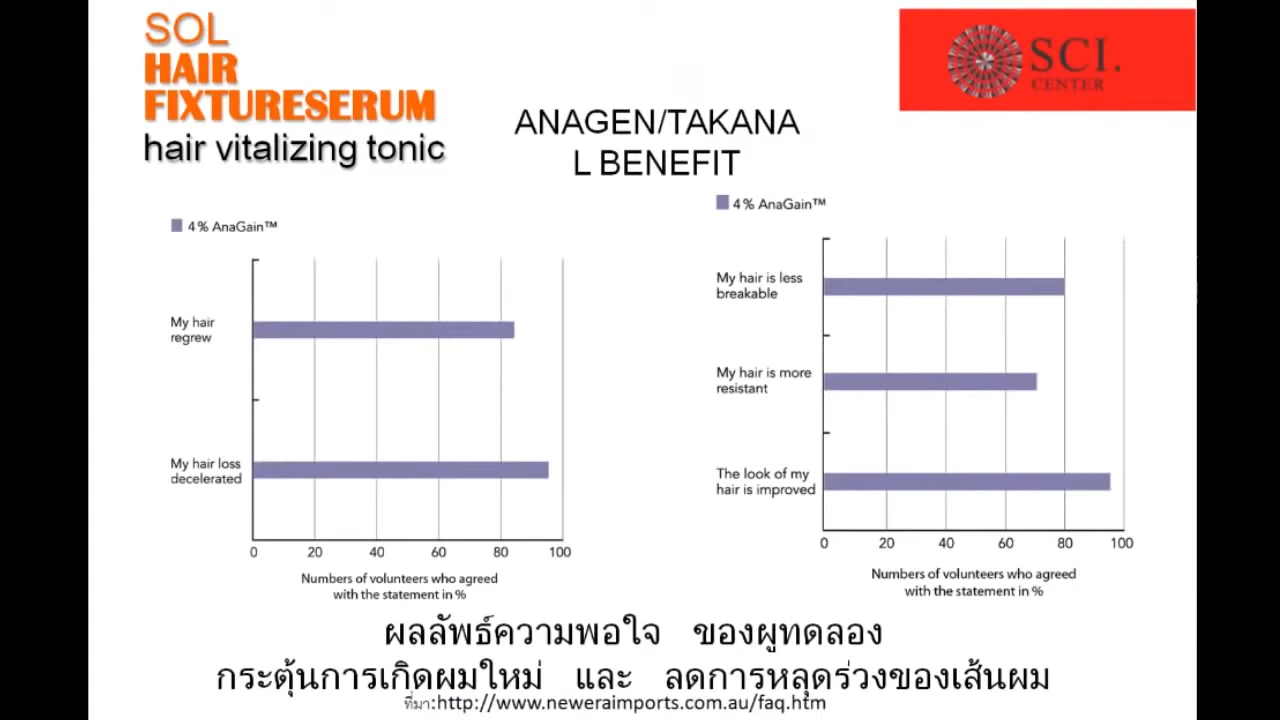 SOL
HAIR
FIXTURESERUM
hair vitalizing tonic
SCI.
CENTER
ANAGEN/TAKANA
L BENEFIT
4% AnaGain™
My hair
regrew
My hair loss
decelerated
0 20 40 60 80 100
Numbers of volunteers who agreed
with the statement in %
4% AnaGain™
My hair is less
breakable
My hair is more
resistant
The look of my
hair is improved
0 20 40 60 80 100
Numbers of volunteers who agreed
with the statement in %
ผลลัพธ์ความพอใจ ของผู้ทดลอง
กระตุ้นการเกิดผมใหม่ และ ลดการหลุดร่วงของเส้นผม
ที่มา:http://www.neweraimports.com.au/faq.htm